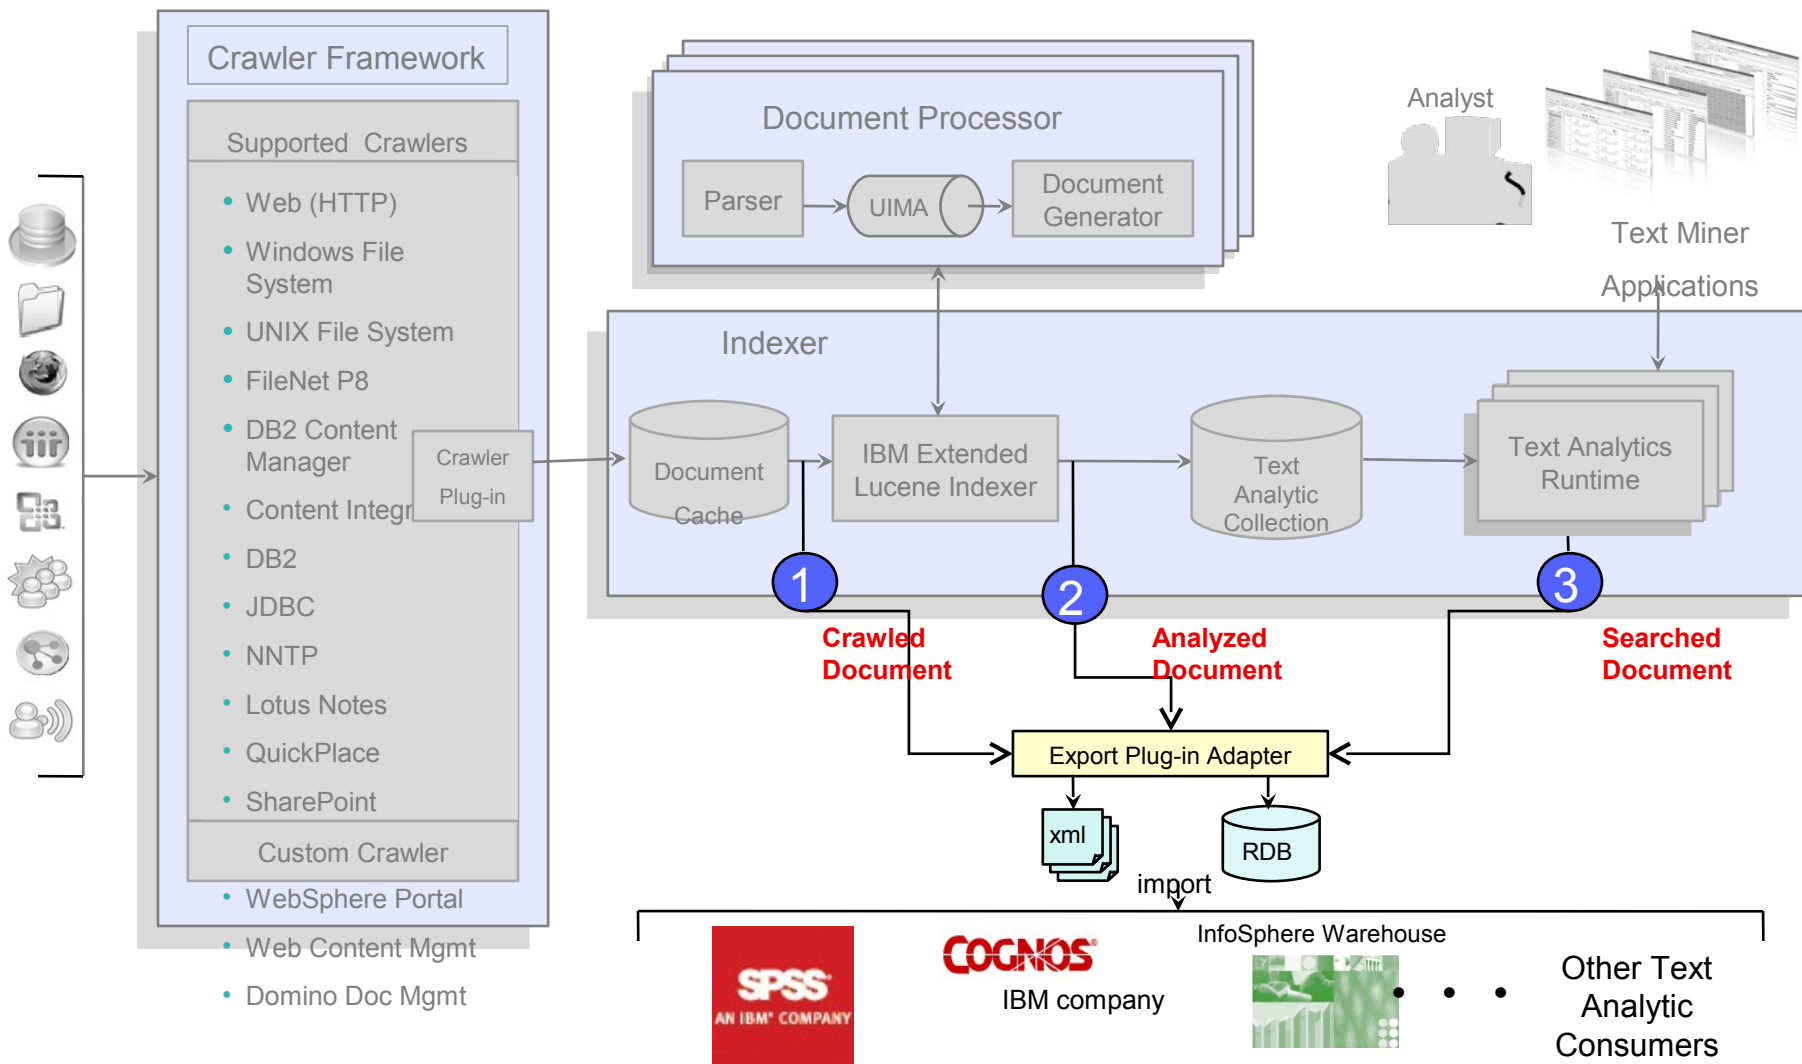 Crawler Framework
Supported Crawlers
• Web (HTTP)
• Windows File
System
• UNIX File System
• FileNet P8
• DB2 Content
Manager
• Content Integr
• DB2
• JDBC
• NNTP
• Lotus Notes
• QuickPlace
• SharePoint
Custom Crawler
• WebSphere Portal
• Web Content Mgmt
• Domino Doc Mgmt
Crawler
Plug-in
Document Processor
Parser
UIMA
Document
Generator
Analyst
Text Miner
Applications
Indexer
Document
Cache
IBM Extended
Lucene Indexer
Text
Analytic
Collection
Text Analytics
Runtime
1
2
3
Crawled
Document
Analyzed
Document
Searched
Document
Export Plug-in Adapter
xml
RDB
import
SPSS
AN IBM® COMPANY
COGNOS®
IBM company
InfoSphere Warehouse
• • •
Other Text
Analytic
Consumers